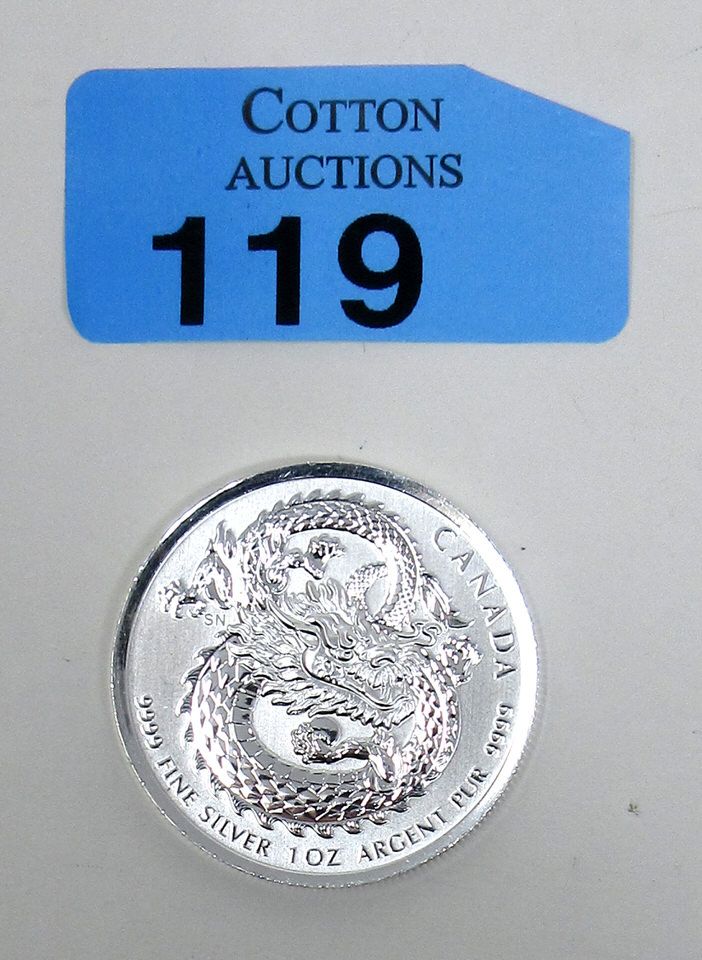 COTTON
AUCTIONS
119
CANADA
SN
9999 FINE SILVER 1 OZ ARGENT PUR 9999